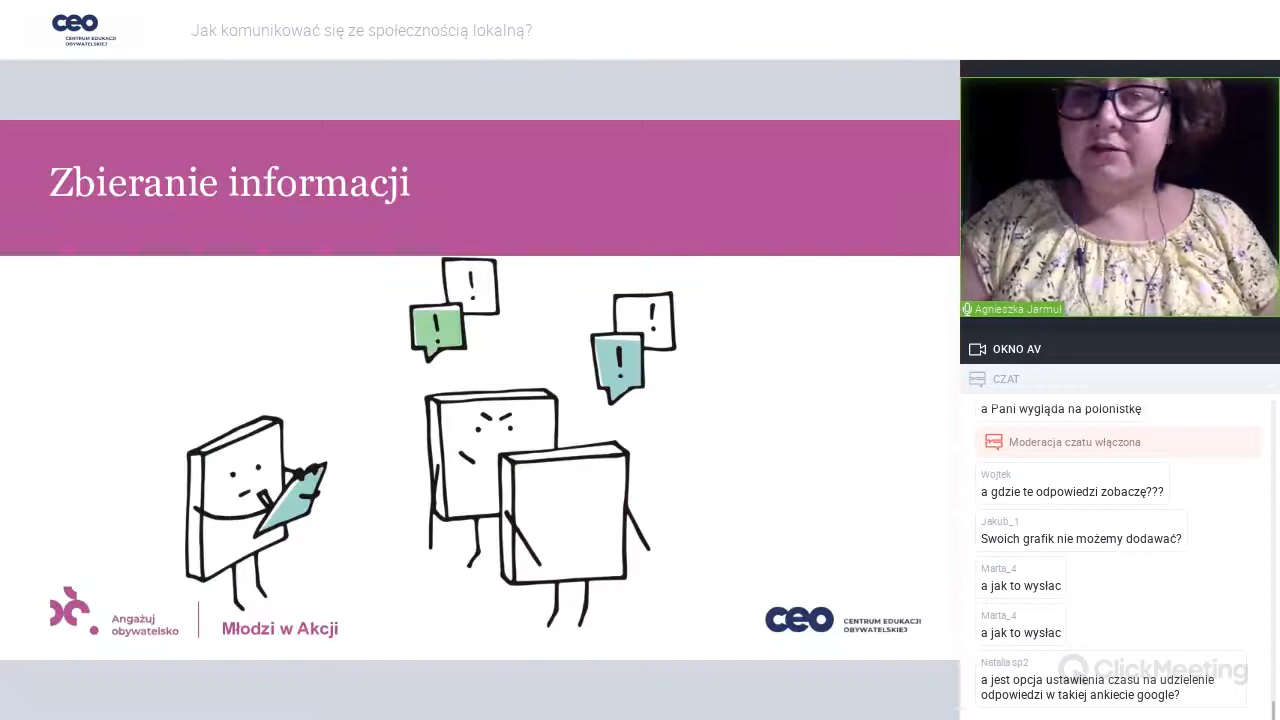 ceo
CENTRUM EDUKACJI
OBYWATELSKIEJ
Jak komunikować się ze społecznością lokalną?
Zbieranie informacji
!
!
!
!
Angażuj
obywatelsko
Młodzi w Akcji
ceo
CENTRUM EDUKACJI
OBYWATELSKIEJ
Agnieszka Jarmuł
OKNO AV
CZAT
a Pani wygląda na polonistkę
Moderacja czatu włączona
Wojtek
a gdzie te odpowiedzi zobaczę???
Jakub_1
Swoich grafik nie możemy dodawać?
Marta_4
a jak to wysłac
Marta_4
a jak to wysłac
Natalia sp2
a jest opcja ustawienia czasu na udzielenie
odpowiedzi w takiej ankiecie google?
ClickMeeting